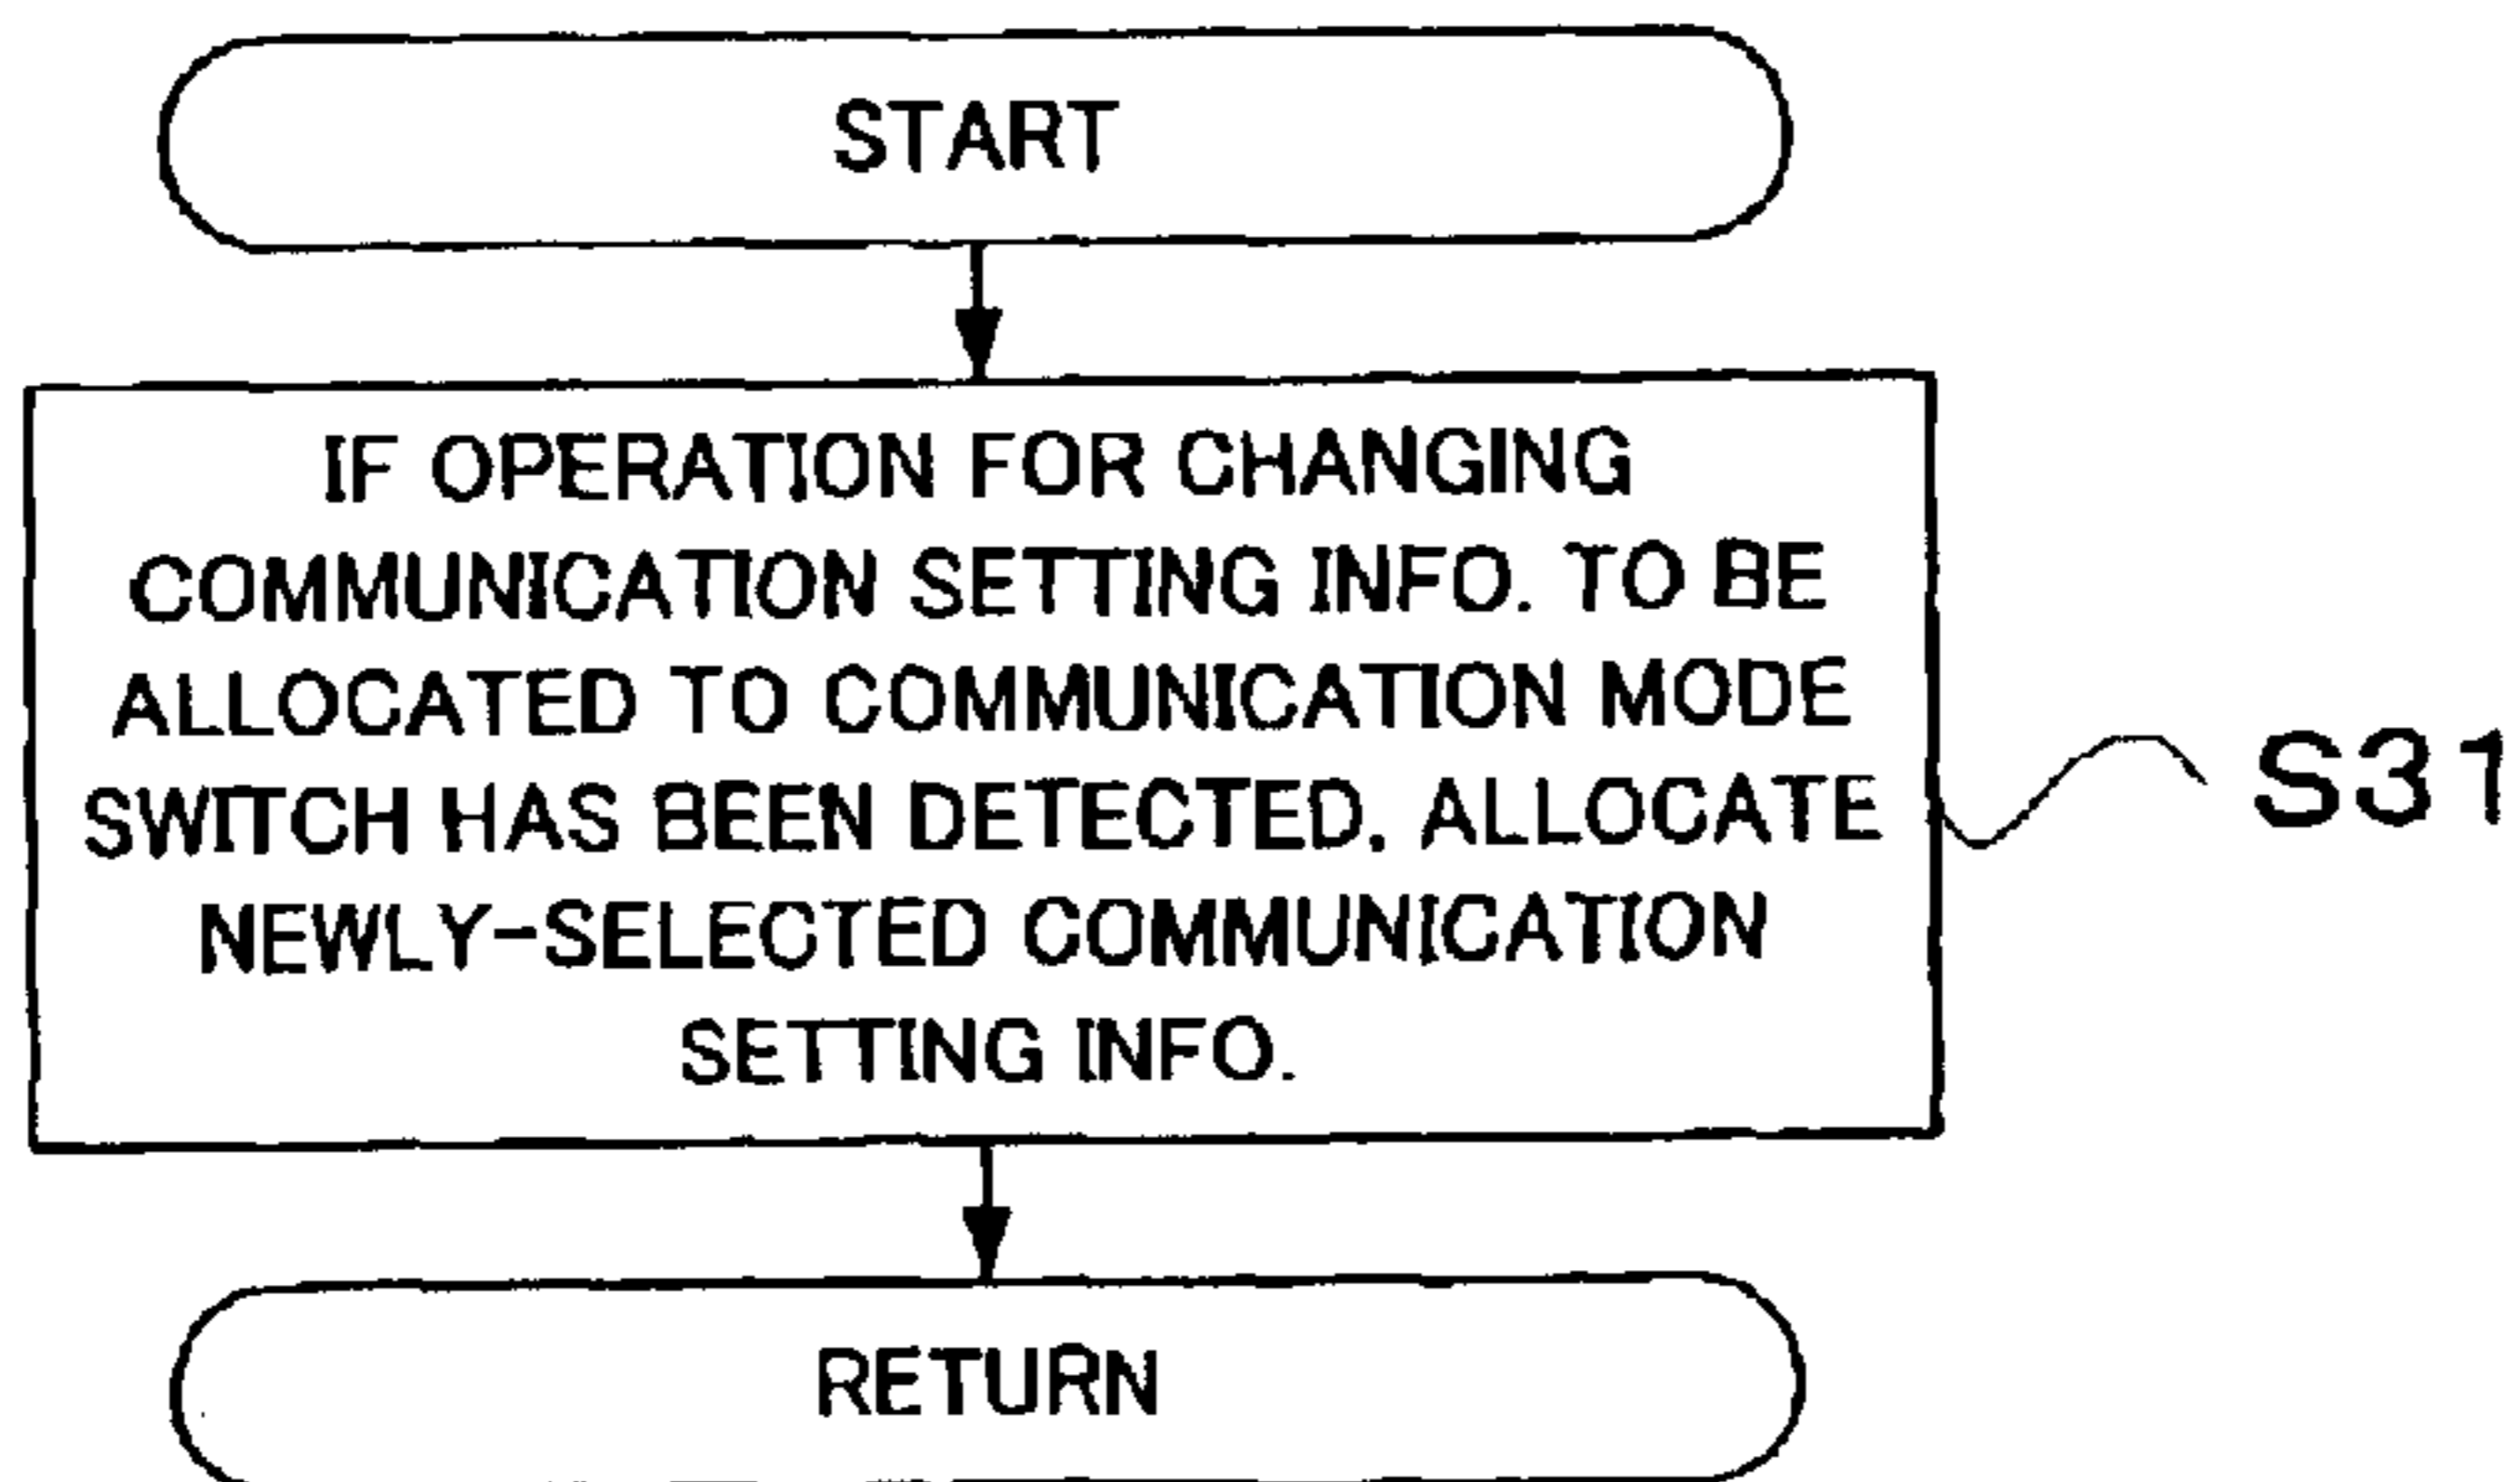 START
IF OPERATION FOR CHANGING
COMMUNICATION SETTING INFO. TO BE
ALLOCATED TO COMMUNICATION MODE
SWITCH HAS BEEN DETECTED, ALLOCATE
NEWLY-SELECTED COMMUNICATION
SETTING INFO.
S31
RETURN